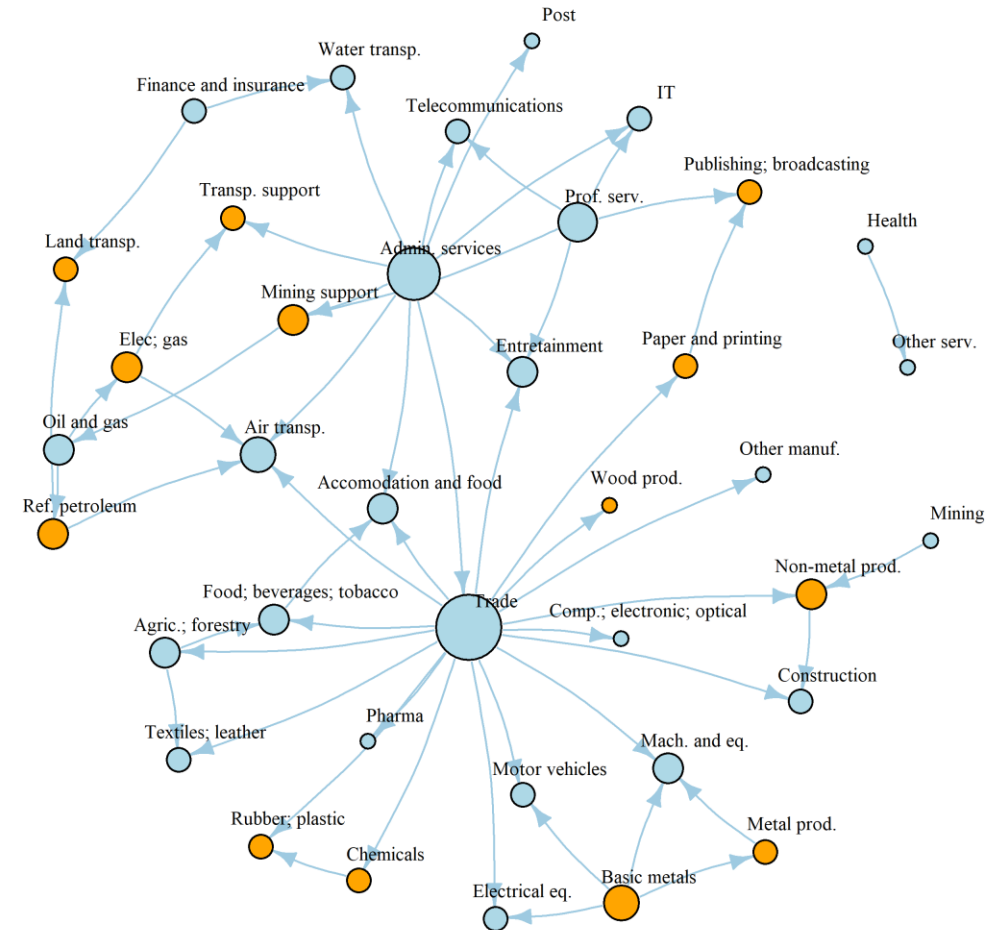 Post
Water transp.
Finance and insurance
IT
Telecommunications
Publishing; broadcasting
Transp. support
Prof. serv.
Health
Land transp.
Admin. services
Mining support
Elec; gas
Entretainment
Paper and printing
Other serv.
Oil and gas
Air transp.
Other manuf.
Accomodation and food
Wood prod.
Ref. petroleum
Mining
Non-metal prod.
Food; beverages; tobacco
Trade
Comp.; electronic; optical
Agric.; forestry
Construction
Pharma
Textiles; leather
Mach. and eq.
Motor vehicles
Rubber; plastic
Metal prod.
Chemicals
Basic metals
Electrical eq.